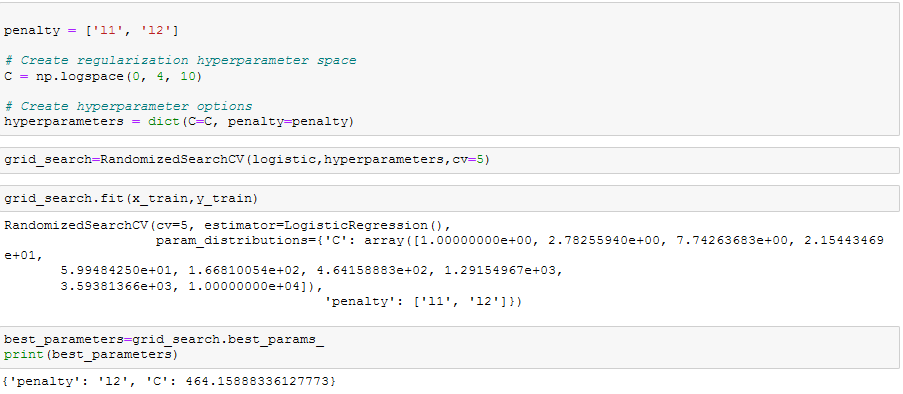 penalty = ['l1', 'l2']
# Create regularization hyperparameter space
C = np.logspace(0, 4, 10)
# Create hyperparameter options
hyperparameters = dict(C=C, penalty=penalty)
grid_search=RandomizedSearchCV(logistic,hyperparameters,cv=5)
grid_search.fit(x_train,y_train)
RandomizedSearchCV(cv=5, estimator=LogisticRegression(),
param_distributions={'C': array([1.00000000e+00, 2.78255940e+00, 7.74263683e+00, 2.15443469
e+01,
5.99484250e+01, 1.66810054e+02, 4.64158883e+02, 1.29154967e+03,
3.59381366e+03, 1.00000000e+04]),
'penalty': ['l1', 'l2']})
best_parameters=grid_search.best_params_
print(best_parameters)
{'penalty': 'l2', 'C': 464.15888336127773}